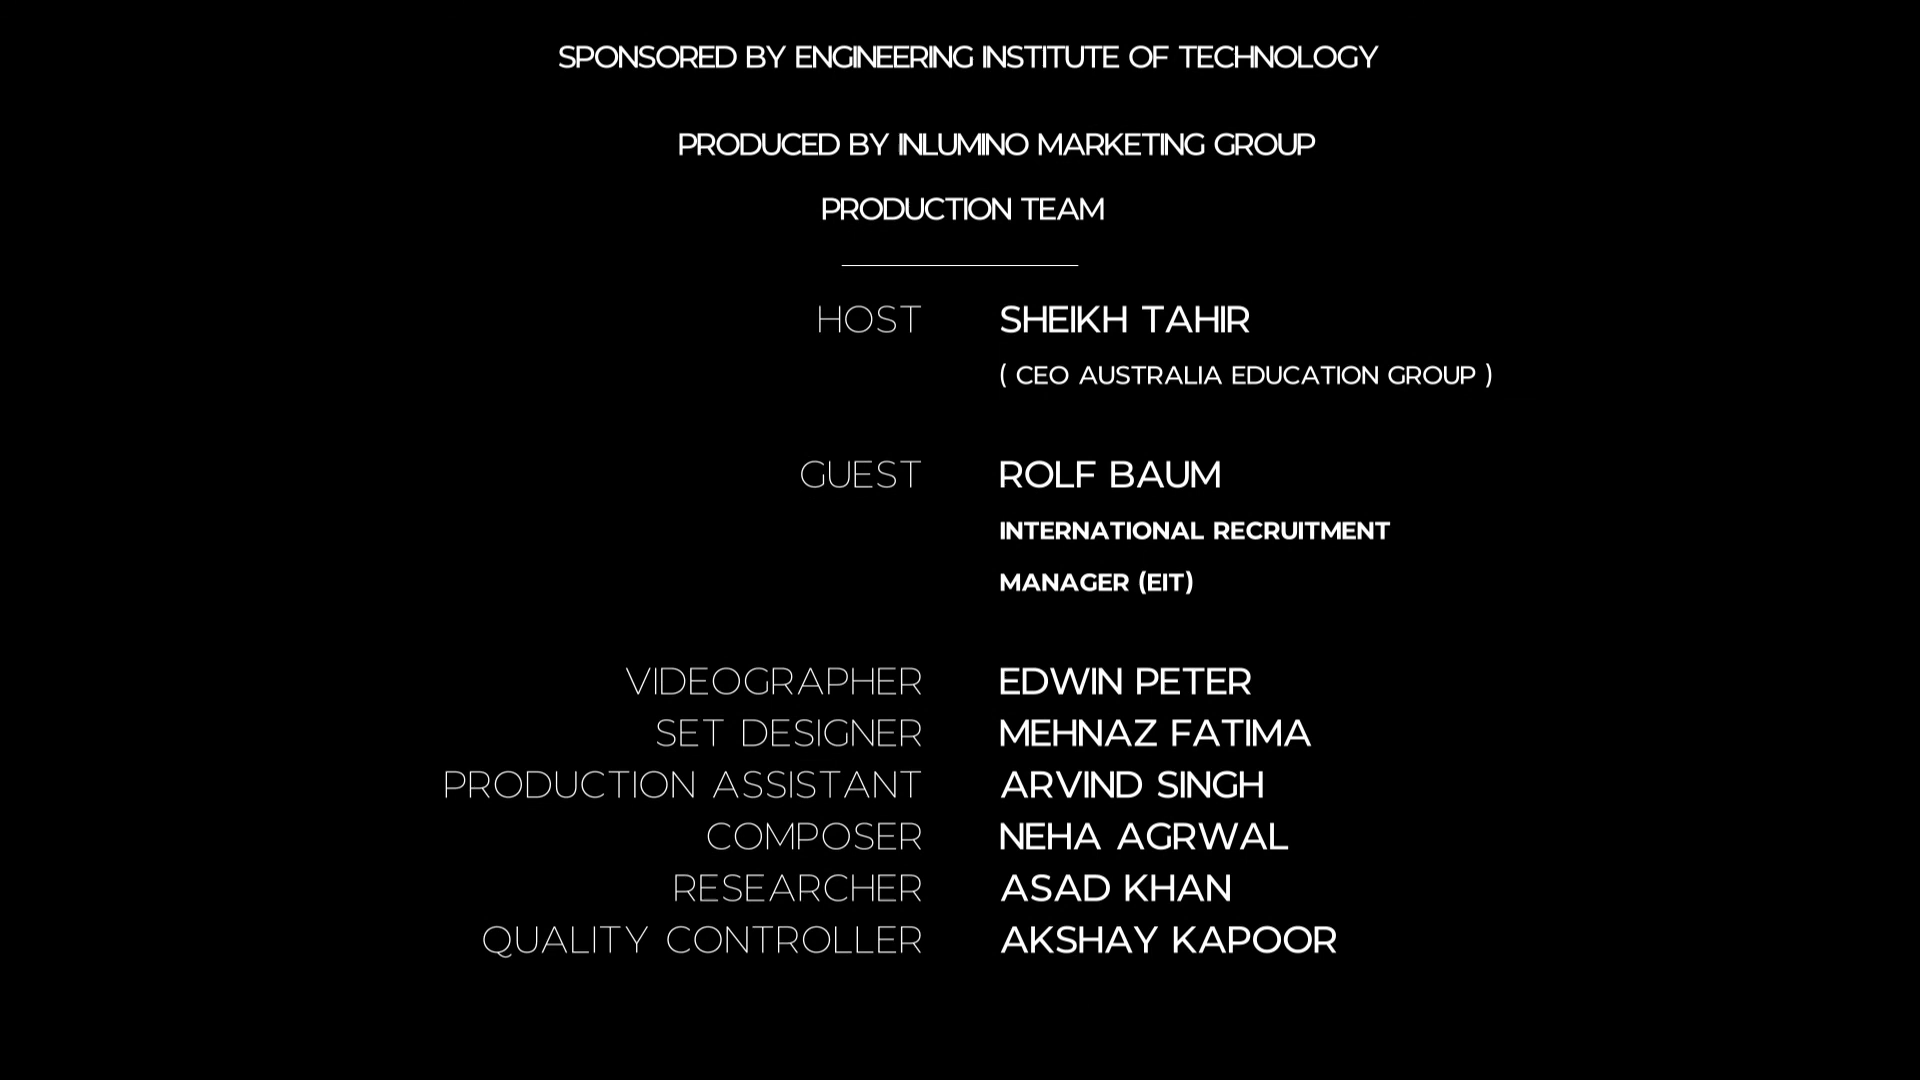 SPONSORED BY ENGINEERING INSTITUTE OF TECHNOLOGY
PRODUCED BY INLUMINO MARKETING GROUP
PRODUCTION TEAM
HOST SHEIKH TAHIR
( CEO AUSTRALIA EDUCATION GROUP )
GUEST ROLF BAUM
INTERNATIONAL RECRUITMENT
MANAGER (EIT)
VIDEOGRAPHER EDWIN PETER
SET DESIGNER MEHNAZ FATIMA
PRODUCTION ASSISTANT ARVIND SINGH
COMPOSER NEHA AGRWAL
RESEARCHER ASAD KHAN
QUALITY CONTROLLER AKSHAY KAPOOR